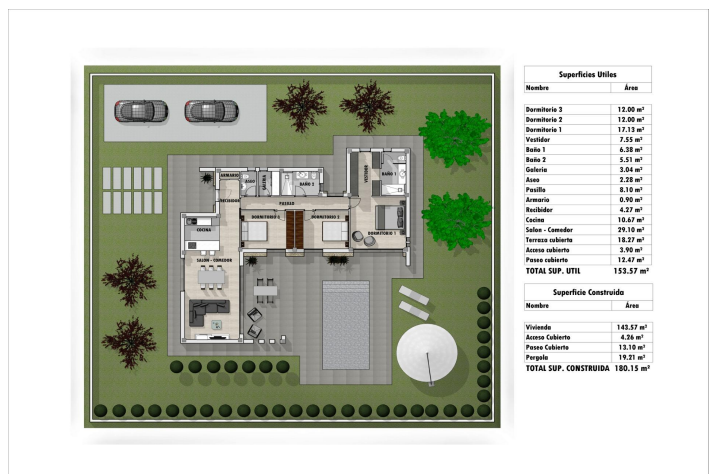 ARMARIO
ASEO
GALERIA
BAÑO 2
VESTIDOR
BAÑO 1
RECIBIDOR
PASILLO
COCINA
DORMITORIO 3
DORMITORIO 2
DORMITORIO 1
SALON - COMEDOR
Superficies Utiles
Nombre Área
Dormitorio 3 12.00 m²
Dormitorio 2 12.00 m²
Dormitorio 1 17.13 m²
Vestidor 7.55 m²
Baño 1 6.38 m²
Baño 2 5.51 m²
Galeria 3.04 m²
Aseo 2.28 m²
Pasillo 8.10 m²
Armario 0.90 m²
Recibidor 4.27 m²
Cocina 10.67 m²
Salon - Comedor 29.10 m²
Terraza cubierta 18.27 m²
Acceso cubierto 3.90 m²
Paseo cubierto 12.47 m²
TOTAL SUP. UTIL 153.57 m²
Superficie Construida
Nombre Área
Vivienda 143.57 m²
Acceso Cubierto 4.26 m²
Paseo Cubierto 13.10 m²
Pergola 19.21 m²
TOTAL SUP. CONSTRUIDA 180.15 m²